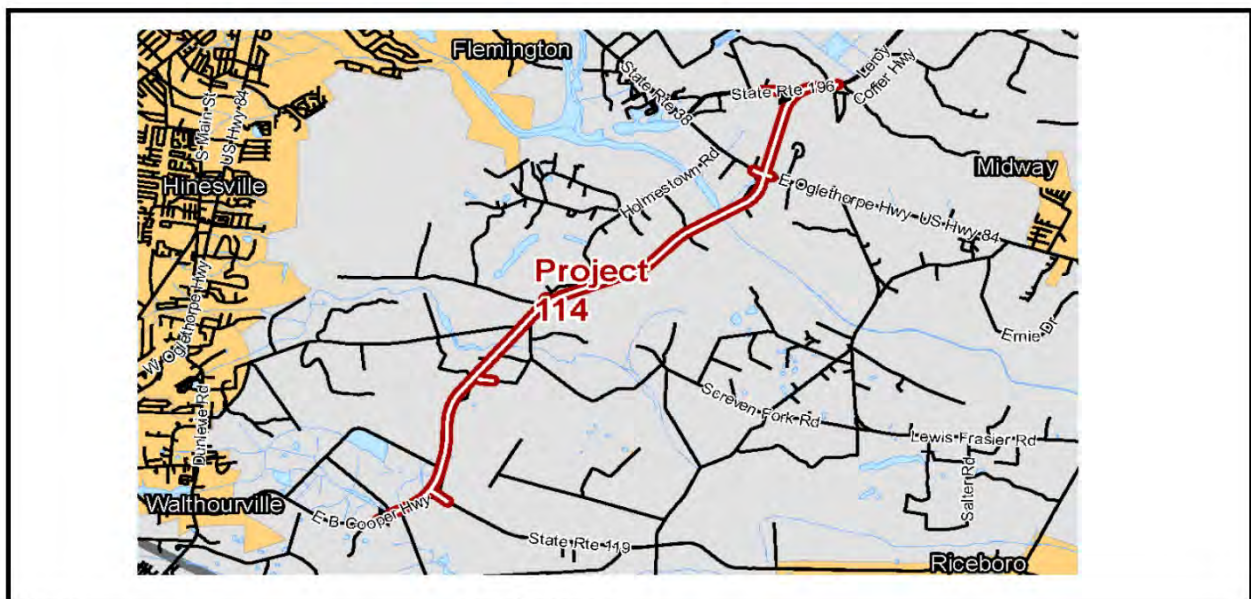 Flemington
State Rte 38
State Rte 196
Leroy
Coffer Hwy
S Main St
US Hwy 84
Hinesville
Midway
Holmestown Rd
E Oglethorpe Hwy US Hwy 84
Project
114
Ernie Dr
W Oglethorpe Hwy
Dunlevie Rd
Screven Fork Rd
Lewis Frasier Rd
Salter Rd
Walthourville
E B Cooper Hwy
State Rte 119
Riceboro